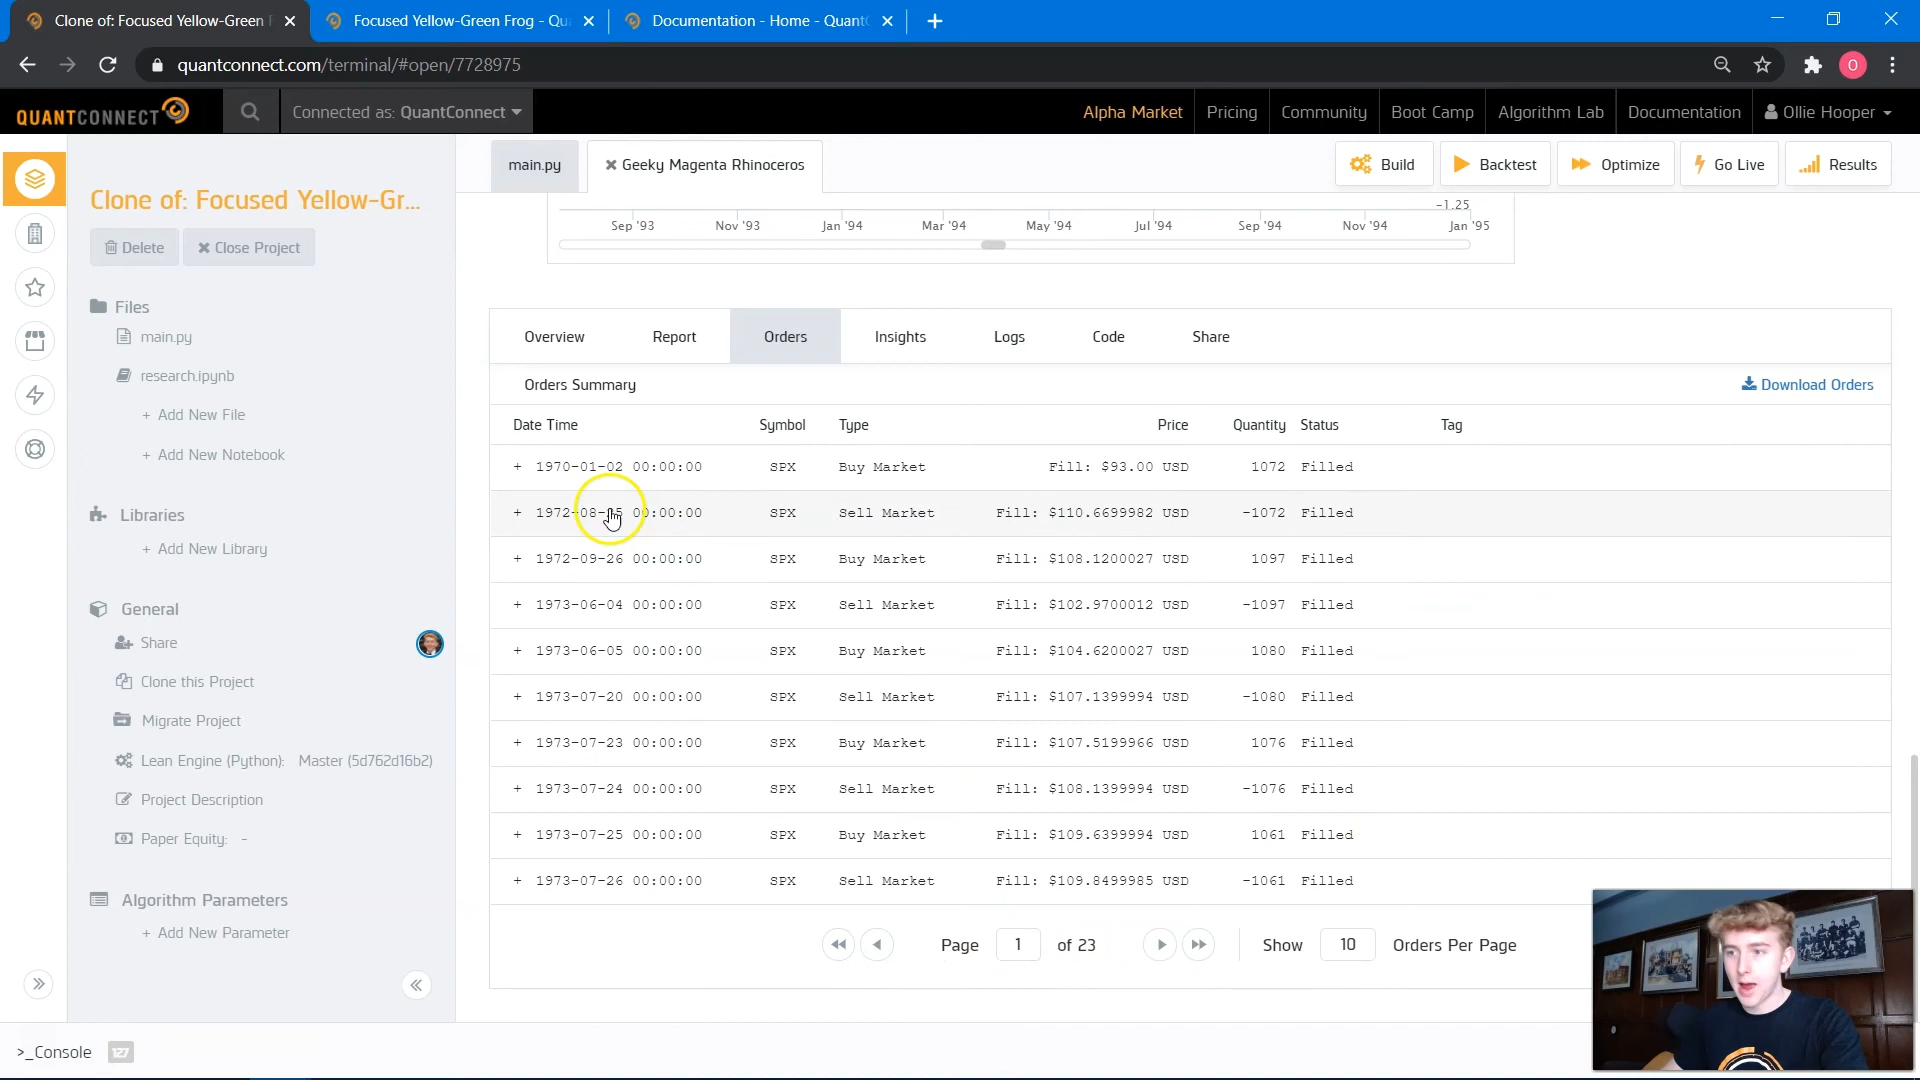 Clone of: Focused Yellow-Green F
Focused Yellow-Green Frog - Qu
Documentation - Home - QuantC
quantconnect.com/terminal/#open/7728975
O
QUANTCONNECT
Connected as: QuantConnect
Alpha Market
Pricing
Community
Boot Camp
Algorithm Lab
Documentation
Ollie Hooper
main.py
Geeky Magenta Rhinoceros
Build
Backtest
Optimize
Go Live
Results
Clone of: Focused Yellow-Gr...
Delete
Close Project
Files
main.py
research.ipynb
+ Add New File
+ Add New Notebook
Libraries
+ Add New Library
General
Share
Clone this Project
Migrate Project
Lean Engine (Python): Master (5d762d16b2)
Project Description
Paper Equity: -
Algorithm Parameters
+ Add New Parameter
-1.25
Sep '93 Nov '93 Jan '94 Mar '94 May '94 Jul '94 Sep '94 Nov '94 Jan '95
Overview Report Orders Insights Logs Code Share
Orders Summary
Download Orders
Date Time Symbol Type Price Quantity Status Tag
+ 1970-01-02 00:00:00 SPX Buy Market Fill: $93.00 USD 1072 Filled
+ 1972-08- 00:00:00 SPX Sell Market Fill: $110.6699982 USD -1072 Filled
+ 1972-09-26 00:00:00 SPX Buy Market Fill: $108.1200027 USD 1097 Filled
+ 1973-06-04 00:00:00 SPX Sell Market Fill: $102.9700012 USD -1097 Filled
+ 1973-06-05 00:00:00 SPX Buy Market Fill: $104.6200027 USD 1080 Filled
+ 1973-07-20 00:00:00 SPX Sell Market Fill: $107.1399994 USD -1080 Filled
+ 1973-07-23 00:00:00 SPX Buy Market Fill: $107.5199966 USD 1076 Filled
+ 1973-07-24 00:00:00 SPX Sell Market Fill: $108.1399994 USD -1076 Filled
+ 1973-07-25 00:00:00 SPX Buy Market Fill: $109.6399994 USD 1061 Filled
+ 1973-07-26 00:00:00 SPX Sell Market Fill: $109.8499985 USD -1061 Filled
Page 1 of 23
Show 10 Orders Per Page
>_Console 127